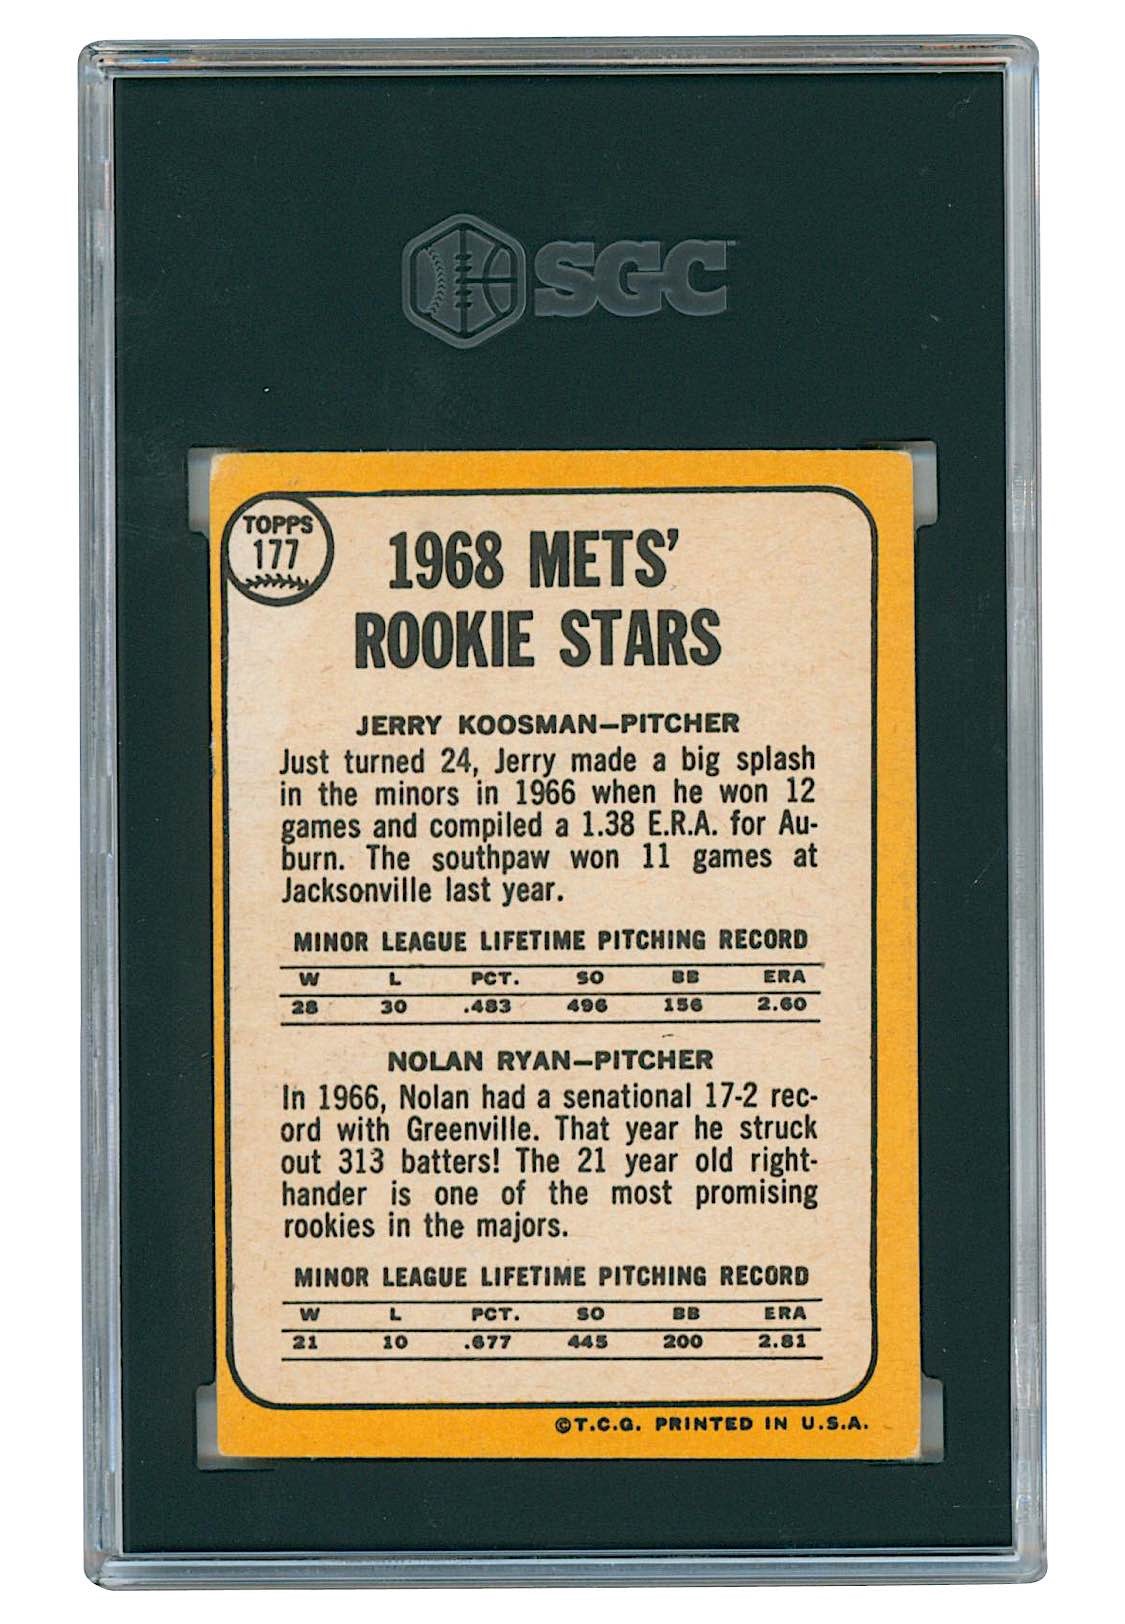 SGC
TOPPS
177
1968 METS'
ROOKIE STARS
JERRY KOOSMAN—PITCHER
Just turned 24, Jerry made a big splash
in the minors in 1966 when he won 12
games and compiled a 1.38 E.R.A. for Au-
burn. The southpaw won 11 games at
Jacksonville last year.
MINOR LEAGUE LIFETIME PITCHING RECORD
W L PCT. SO BB ERA
28 30 .483 496 156 2.60
NOLAN RYAN—PITCHER
In 1966, Nolan had a senational 17-2 rec-
ord with Greenville. That year he struck
out 313 batters! The 21 year old right-
hander is one of the most promising
rookies in the majors.
MINOR LEAGUE LIFETIME PITCHING RECORD
W L PCT. SO BB ERA
21 10 .677 445 200 2.81
©T.C.G. PRINTED IN U.S.A.